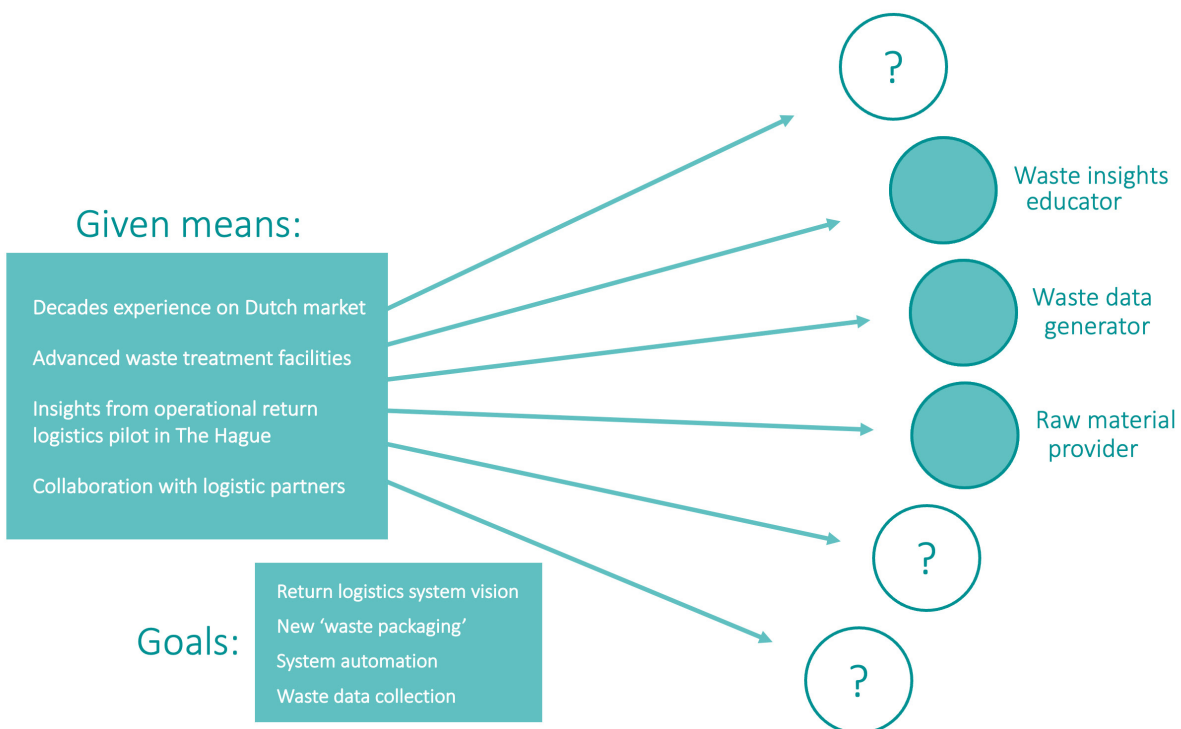 ?
Waste insights
educator
Given means:
Decades experience on Dutch market
Advanced waste treatment facilities
Insights from operational return
logistics pilot in The Hague
Collaboration with logistic partners
Waste data
generator
Raw material
provider
?
Goals:
Return logistics system vision
New ‘waste packaging’
System automation
Waste data collection
?